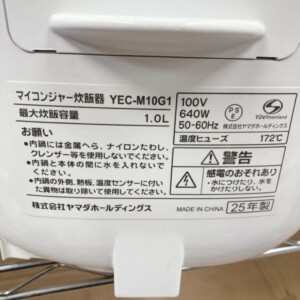 マイコンジャー炊飯器 YEC-M10G1
最大炊飯容量 1.0L
お願い
•内鍋には金属へら、ナイロンたわし、
クレンザー等を使用しないでください。
•内鍋と本体の間に水などを入れない
でください。
•内鍋の外側、熱板、温度センサーに付い
た異物は取り除いて使用してください。
株式会社ヤマダホールディングス
100V
640W
50-60Hz
PS
E
株式会社ヤマダホールディングス
TÜVRheinland
温度ヒューズ 172℃
警告
感電のおそれあり
・水につけたり、水を
かけたりしない。
MADE IN CHINA 25年製